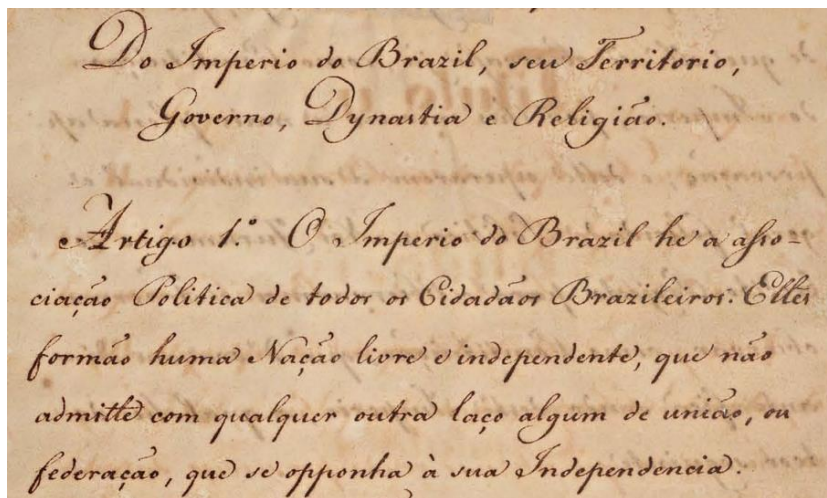 Do Imperio do Brazil, seu Territorio,
Governo, Dynastia e Religião.
Artigo 1.º O Imperio do Brazil he a asso-
ciação Politica de todos os Cidadãos Brazileiros. Elles
formão huma Nação livre e independente, que não
admitte com qualquer outra laço algum de união, ou
federação, que se opponha à sua Independencia.